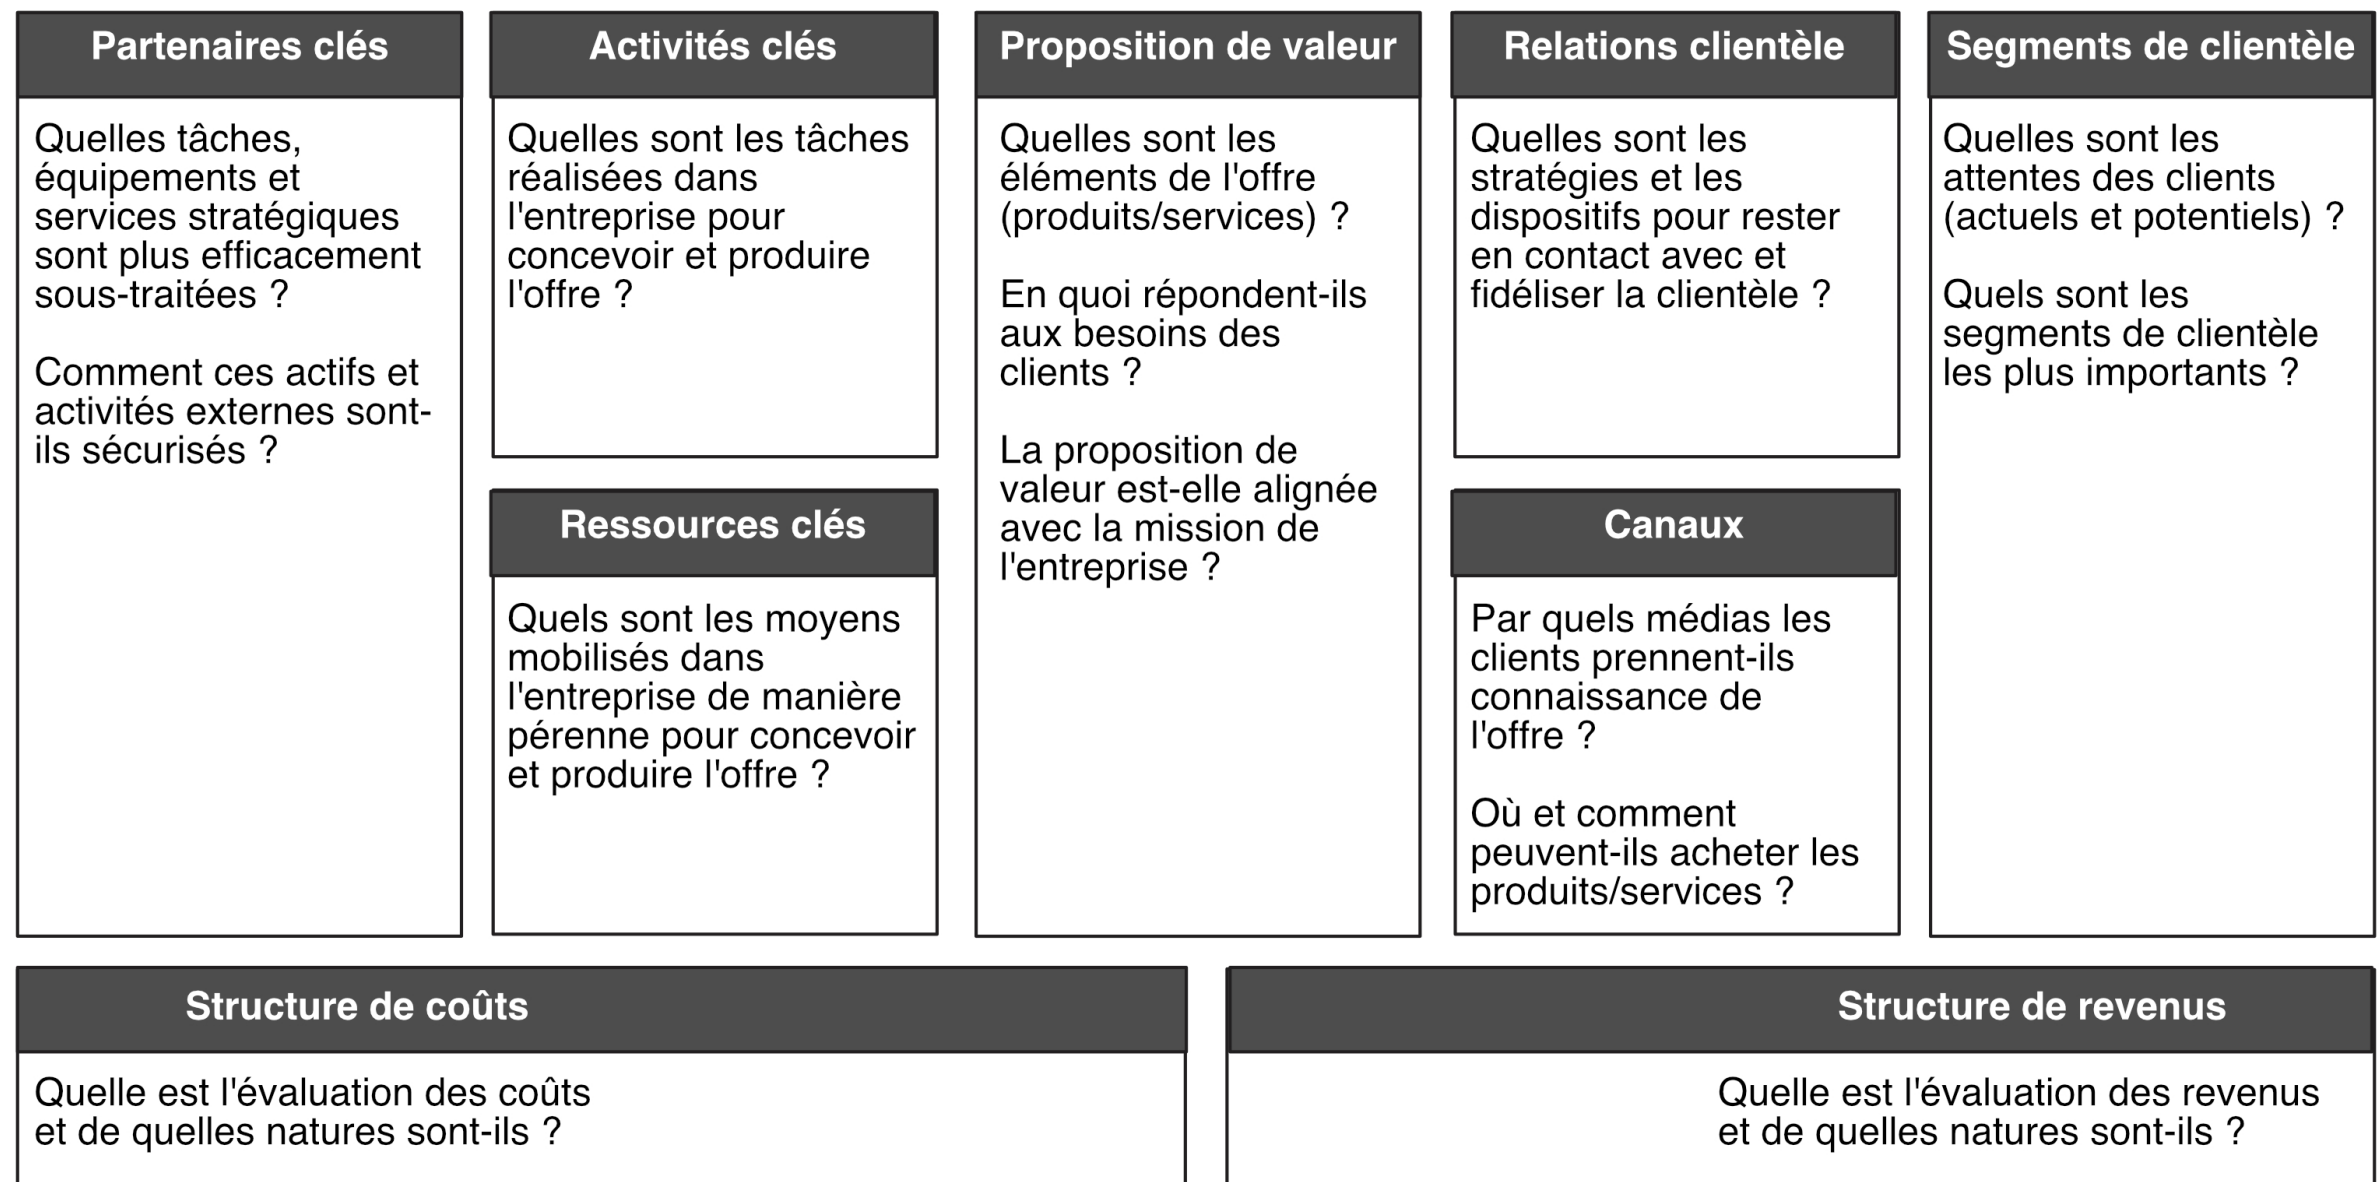 Partenaires clés
Quelles tâches,
équipements et
services stratégiques
sont plus efficacement
sous-traitées ?
Comment ces actifs et
activités externes sont-
ils sécurisés ?
Activités clés
Quelles sont les tâches
réalisées dans
l'entreprise pour
concevoir et produire
l'offre ?
Ressources clés
Quels sont les moyens
mobilisés dans
l'entreprise de manière
pérenne pour concevoir
et produire l'offre ?
Proposition de valeur
Quelles sont les
éléments de l'offre
(produits/services) ?
En quoi répondent-ils
aux besoins des
clients ?
La proposition de
valeur est-elle alignée
avec la mission de
l'entreprise ?
Relations clientèle
Quelles sont les
stratégies et les
dispositifs pour rester
en contact avec et
fidéliser la clientèle ?
Canaux
Par quels médias les
clients prennent-ils
connaissance de
l'offre ?
Où et comment
peuvent-ils acheter les
produits/services ?
Segments de clientèle
Quelles sont les
attentes des clients
(actuels et potentiels) ?
Quels sont les
segments de clientèle
les plus importants ?
Structure de coûts
Quelle est l'évaluation des coûts
et de quelles natures sont-ils ?
Structure de revenus
Quelle est l'évaluation des revenus
et de quelles natures sont-ils ?